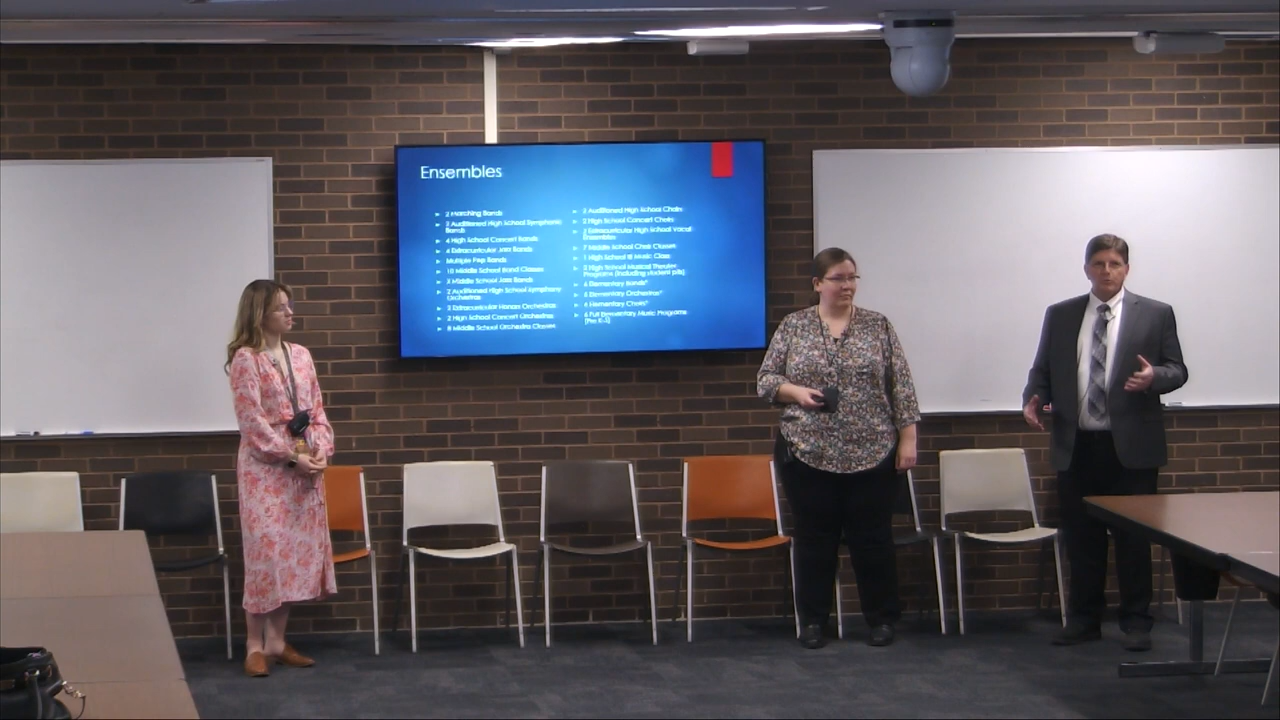 Ensembles
2 Marching Bands
2 Auditioned High School Symphonic
Bands
4 High School Concert Bands
4 Extracurricular Jazz Bands
Multiple Pep Bands
10 Middle School Band Classes
3 Middle School Jazz Bands
2 Auditioned High School Symphony
Orchestras
2 Extracurricular Honors Orchestras
2 High School Concert Orchestras
8 Middle School Orchestra Classes
2 Auditioned High School Choirs
2 High School Concert Choirs
2 Extracurricular High School Vocal
Ensembles
7 Middle School Choir Classes
1 High School Music Class
2 High School Musical Theater
Programs (including student pits)
6 Elementary Bands*
6 Elementary Orchestras*
6 Elementary Choirs*
6 Full Elementary Music Programs
(Pre K-5)